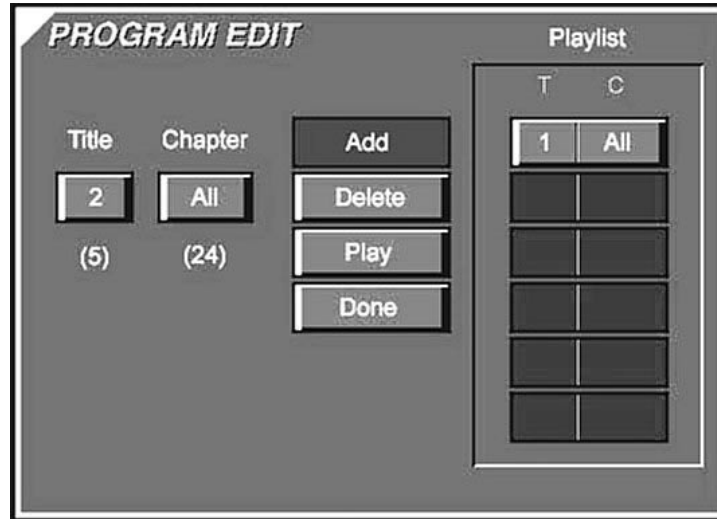 PROGRAM EDIT
Playlist
T C
Title Chapter Add 1 All
2 All Delete
(5) (24) Play
Done